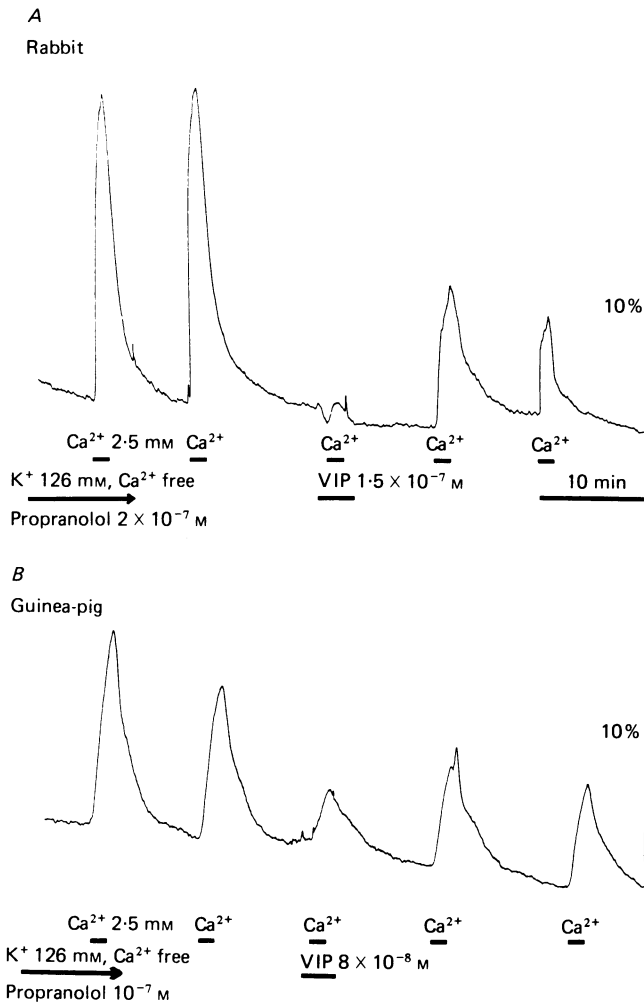 A
Rabbit
10%
Ca²⁺ 2·5 mM Ca²⁺ Ca²⁺ Ca²⁺ Ca²⁺
K⁺ 126 mM, Ca²⁺ free VIP 1·5 × 10⁻⁷ M 10 min
Propranolol 2 × 10⁻⁷ M
B
Guinea-pig
10%
Ca²⁺ 2·5 mM Ca²⁺ Ca²⁺ Ca²⁺ Ca²⁺
K⁺ 126 mM, Ca²⁺ free VIP 8 × 10⁻⁸ M
Propranolol 10⁻⁷ M